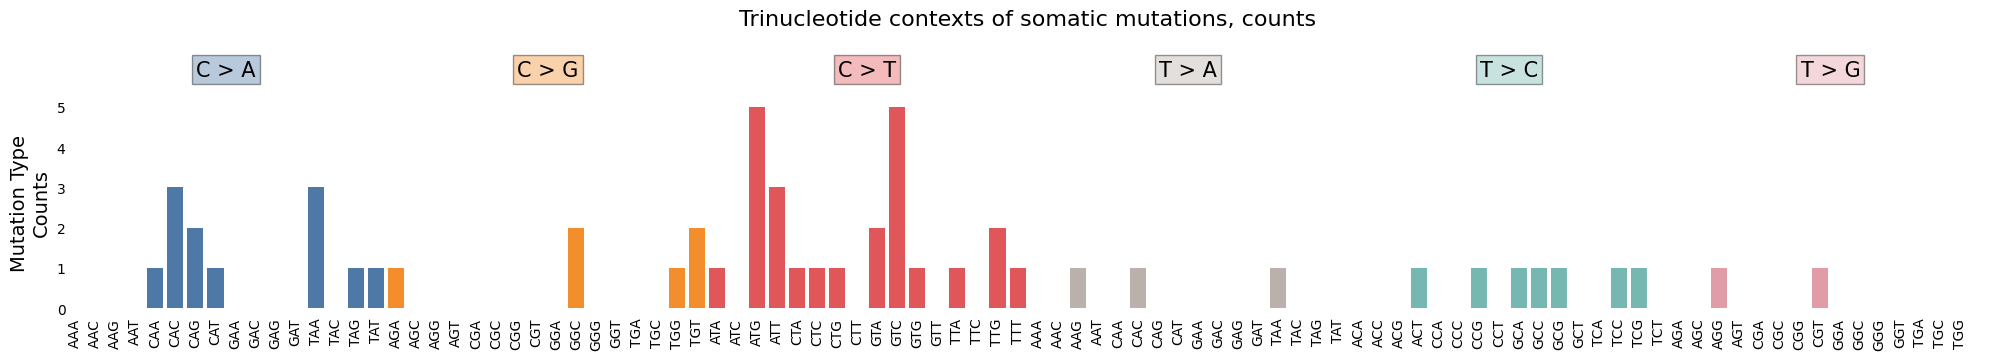 Trinucleotide contexts of somatic mutations, counts
C > A C > G C > T T > A T > C T > G
Mutation Type
Counts
5
4
3
2
1
0
AAA AAC AAG AAT CAA CAC CAG CAT GAA GAC GAG GAT TAA TAC TAG TAT AGA AGC AGG AGT CGA CGC CGG CGT GGA GGC GGG GGT TGA TGC TGG TGT ATA ATC ATG ATT CTA CTC CTG CTT GTA GTC GTG GTT TTA TTC TTG TTT AAA AAC AAG AAT CAA CAC CAG CAT GAA GAC GAG GAT TAA TAC TAG TAT ACA ACC ACG ACT CCA CCC CCG CCT GCA GCC GCG GCT TCA TCC TCG TCT AGA AGC AGG AGT CGA CGC CGG CGT GGA GGC GGG GGT TGA TGC TGG